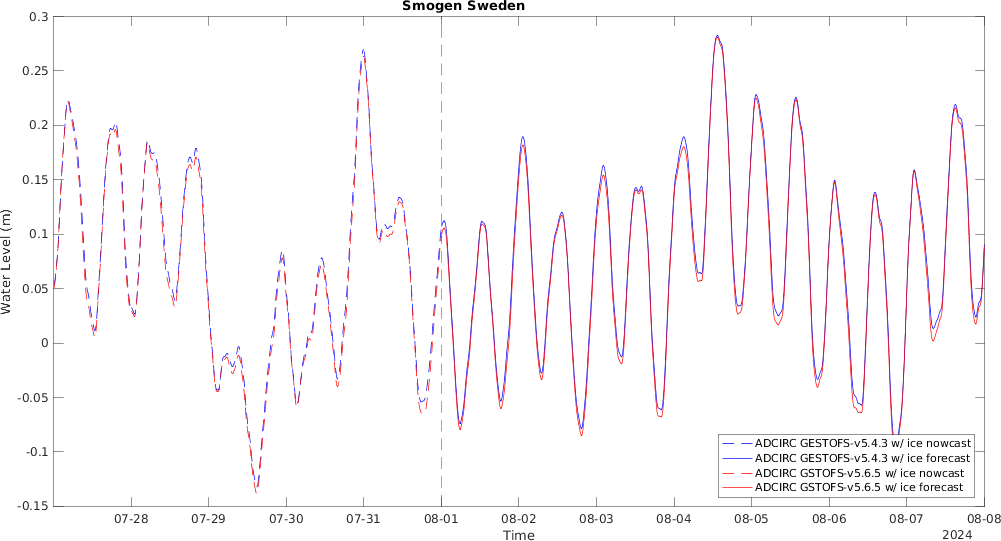 Smogen Sweden
0.3
0.25
0.2
0.15
0.1
0.05
0
-0.05
-0.1
-0.15
Water Level (m)
ADCIRC GESTOFS-v5.4.3 w/ ice nowcast
ADCIRC GESTOFS-v5.4.3 w/ ice forecast
ADCIRC GSTOFS-v5.6.5 w/ ice nowcast
ADCIRC GSTOFS-v5.6.5 w/ ice forecast
07-28 07-29 07-30 07-31 08-01 08-02 08-03 08-04 08-05 08-06 08-07 08-08
Time
2024